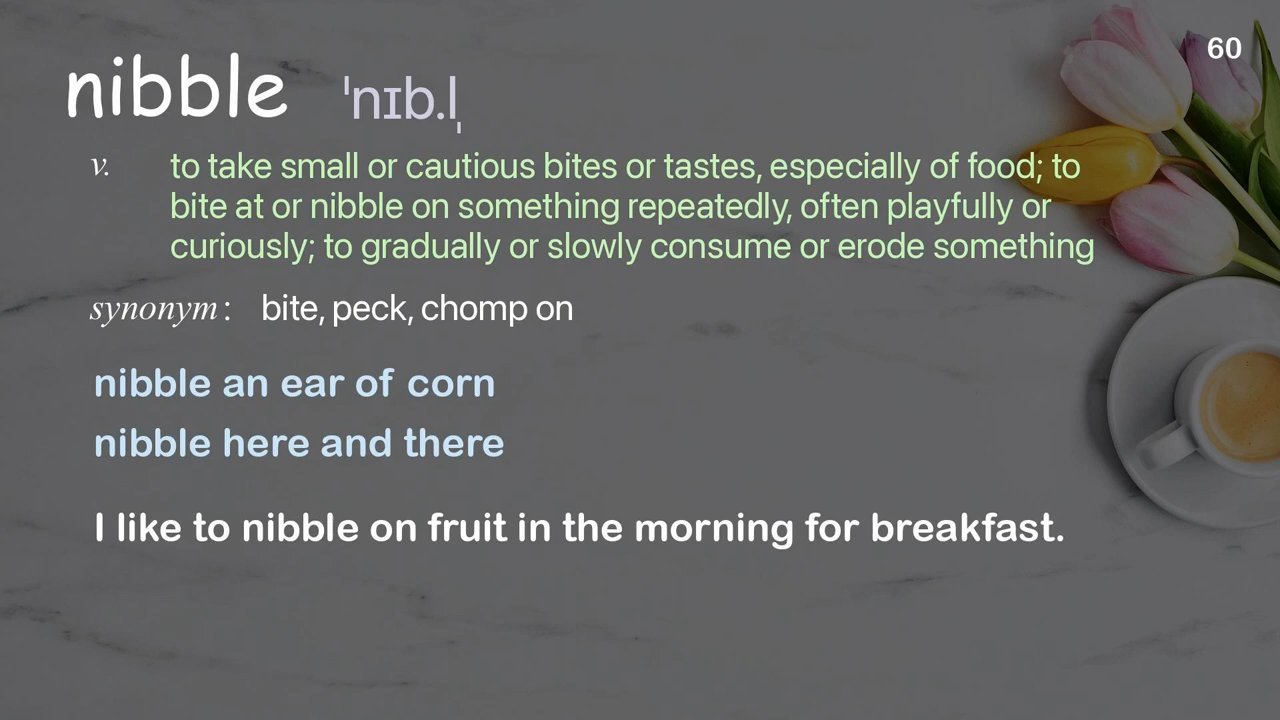 60
nibble ˈnɪb.l̩
v. to take small or cautious bites or tastes, especially of food; to
bite at or nibble on something repeatedly, often playfully or
curiously; to gradually or slowly consume or erode something
synonym: bite, peck, chomp on
nibble an ear of corn
nibble here and there
I like to nibble on fruit in the morning for breakfast.